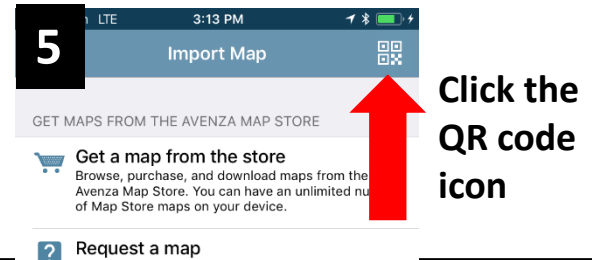 5
LTE 3:13 PM
Import Map
Click the
QR code
icon
GET MAPS FROM THE AVENZA MAP STORE
Get a map from the store
Browse, purchase, and download maps from the
Avenza Map Store. You can have an unlimited
of Map Store maps on your device.
? Request a map